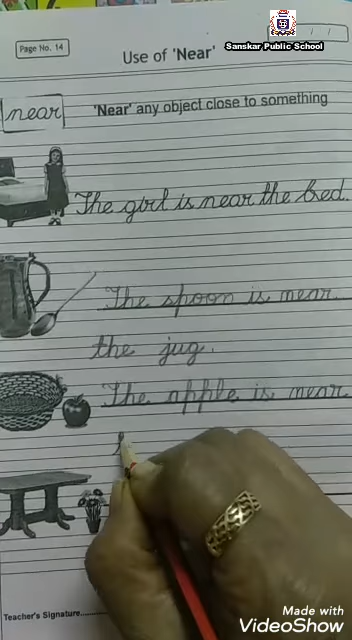 Sanskar Public School
Page No. 14
Use of 'Near'
near
'Near' any object close to something
The girl is near the bed.
The spoon is near
the jug.
The apple is near
Teacher's Signature
Made with
VideoShow